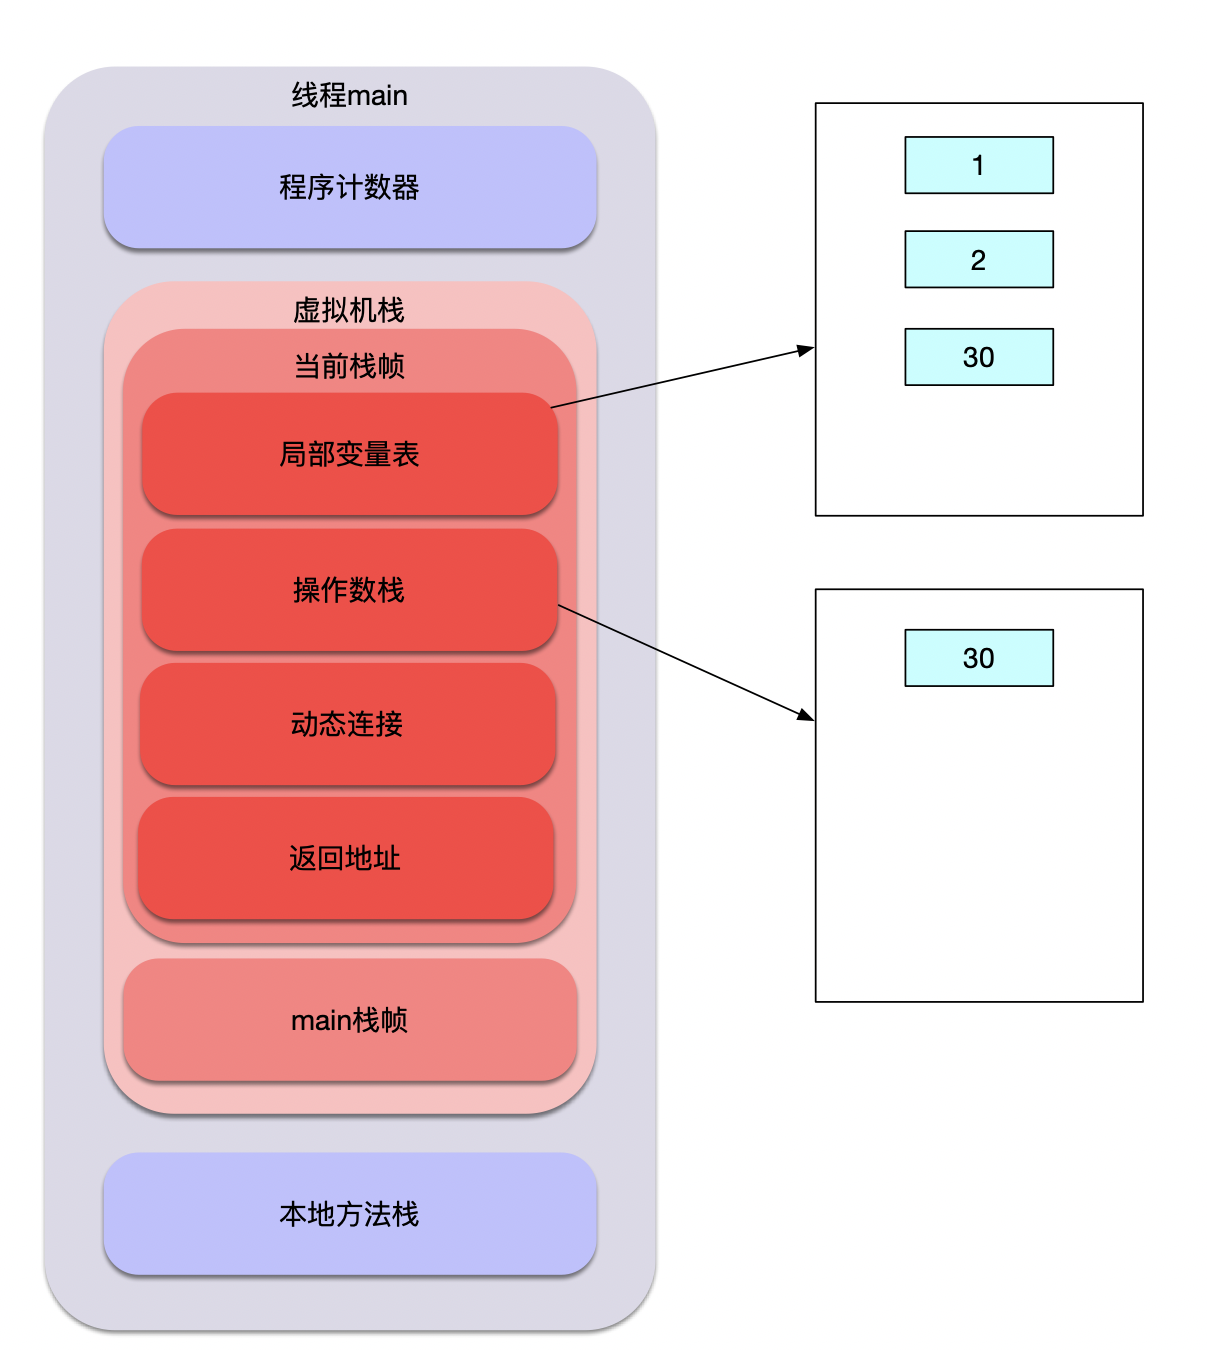 线程main
程序计数器
虚拟机栈
当前栈帧
局部变量表
操作数栈
动态连接
返回地址
main栈帧
本地方法栈
1
2
30
30